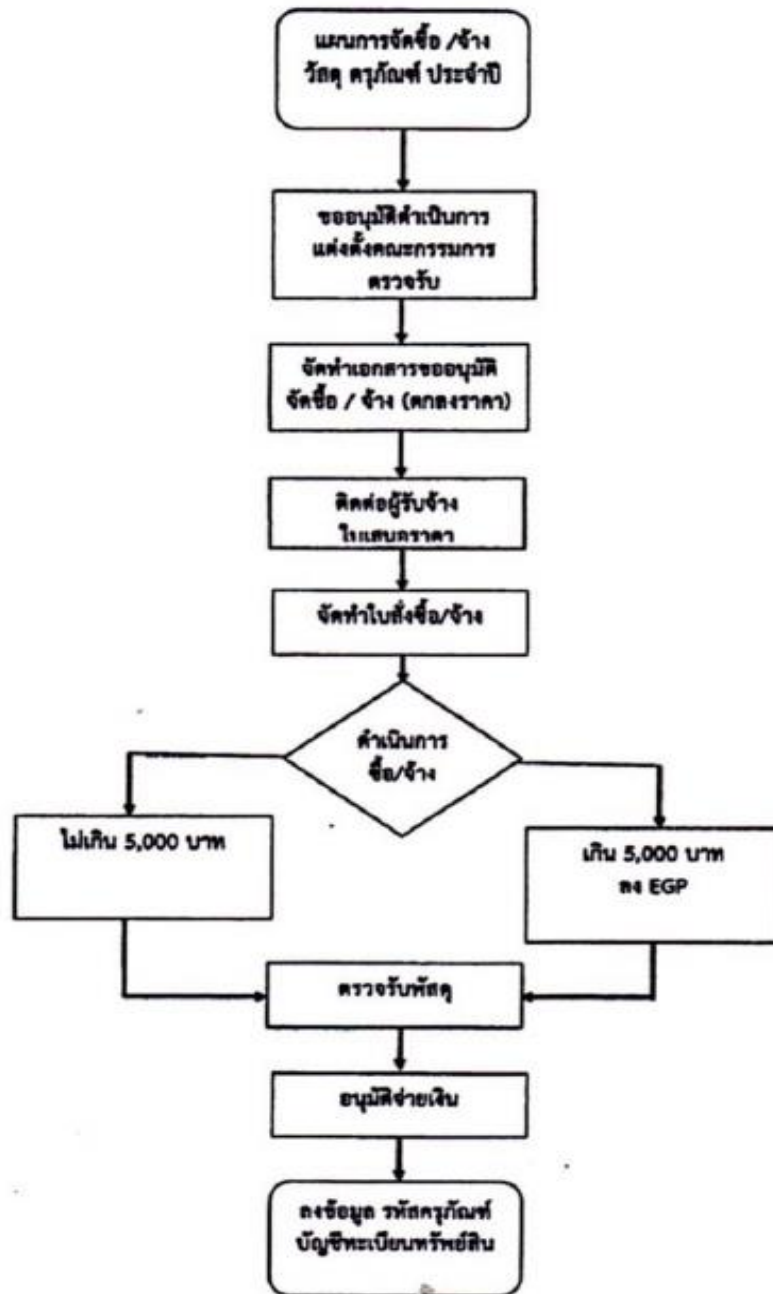 แผนการจัดซื้อ /จ้าง
วัสดุ ครุภัณฑ์ ประจำปี
ขออนุมัติดำเนินการ
แต่งตั้งคณะกรรมการ
ตรวจรับ
จัดทำเอกสารขออนุมัติ
จัดซื้อ / จ้าง (ตกลงราคา)
ติดต่อผู้รับจ้าง
ใบเสนอราคา
จัดทำใบสั่งซื้อ/จ้าง
ดำเนินการ
ซื้อ/จ้าง
ไม่เกิน 5,000 บาท
เกิน 5,000 บาท
ลง EGP
ตรวจรับพัสดุ
อนุมัติจ่ายเงิน
ลงข้อมูล รหัสครุภัณฑ์
บัญชีทะเบียนทรัพย์สิน